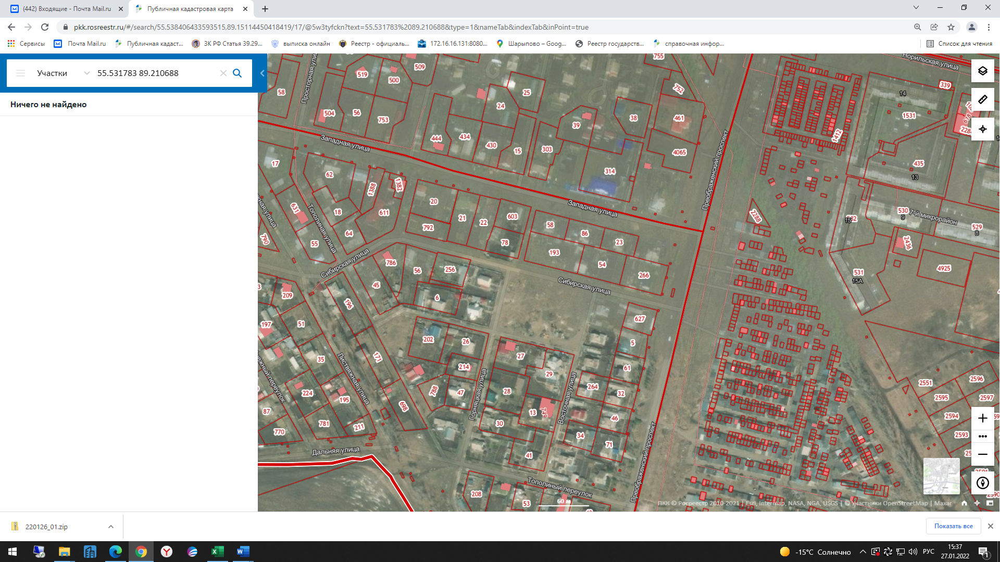 (442) Входящие - Почта Mail.ru
Публичная кадастровая карта
pkk.rosreestr.ru/#/search/55.538406433593515,89.15114450418419/17/@5w3tyfckn?text=55.531783%2089.210688&type=1&nameTab&indexTab&inPoint=true
Сервисы
Почта Mail.ru
Публичная кадаст...
ЗК РФ Статья 39.29...
выписка онлайн
Реестр - официаль...
172.16.16.131:8080...
Шарыпово – Goog...
Реестр государств...
справочная инфор...
Список для чтения
Участки
55.531783 89.210688
Ничего не найдено
755
509
519
500
Норильская улица
58
Просторная ули
25
752
339
14
504
56
753
24
39
38
461
1531
Западная улица
444
434
430
15
303
4065
1412
17
62
314
435
13
Преображенский проспект
1388
1382
631
18
611
20
21
22
603
Западная улица
2288
530
9
7-й микрорайон
529
8
15
792
58
86
23
Тополиная улица
64
790
55
78
193
54
266
2436
4925
Сибирская улица
786
56
256
45
6
Сибирская улица
531
15А
209
196
627
197
51
202
26
5
35
171
27
214
29
61
Листвяжная улица
224
195
788
47
28
264
32
Горняцкая улица
Восточная улица
2551
2596
2595
2597
87
698
13
749
46
2594
781
211
30
34
2593
770
71
Дальняя улица
41
Преображенский проспект
208
53
Тополиный переулок
60 м
ПКК © Росреестр 2010-2021 | Esri, Intermap, NASA, NGA, USGS | © Участники OpenStreetMap | Maxar
220126_01.zip
Показать все
-15°C Солнечно
РУС
15:37
27.01.2022
1